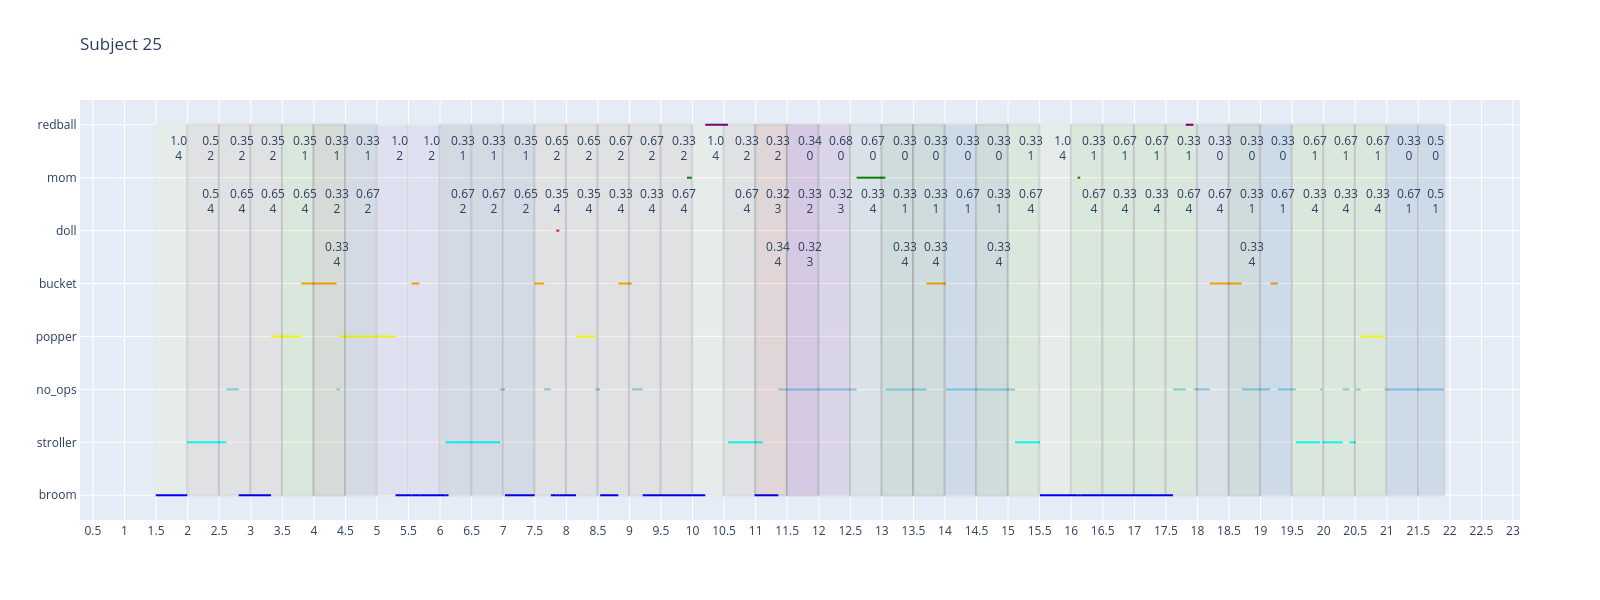 Subject 25
redball
1.0 0.5 0.35 0.35 0.35 0.33 0.33 1.0 1.0 0.33 0.33 0.35 0.65 0.65 0.67 0.67 0.33 1.0 0.33 0.33 0.34 0.68 0.67 0.33 0.33 0.33 0.33 0.33 1.0 0.33 0.67 0.67 0.33 0.33 0.33 0.33 0.67 0.67 0.67 0.33 0.5
4 2 2 2 1 1 1 2 2 1 1 1 2 2 2 2 2 4 2 2 0 0 0 0 0 0 0 1 4 1 1 1 1 0 0 0 1 1 1 0 0
mom
0.5 0.65 0.65 0.65 0.33 0.67 0.67 0.67 0.65 0.35 0.35 0.33 0.33 0.67 0.67 0.32 0.33 0.32 0.33 0.33 0.33 0.67 0.33 0.67 0.67 0.33 0.33 0.67 0.67 0.33 0.67 0.33 0.33 0.33 0.67 0.5
4 4 4 4 2 2 2 2 2 4 4 4 4 4 4 3 2 3 4 1 1 1 1 4 4 4 4 4 4 1 1 4 4 4 1 1
doll
0.33 0.34 0.32 0.33 0.33 0.33 0.33
4 4 3 4 4 4 4
bucket
popper
no_ops
stroller
broom
0.5 1 1.5 2 2.5 3 3.5 4 4.5 5 5.5 6 6.5 7 7.5 8 8.5 9 9.5 10 10.5 11 11.5 12 12.5 13 13.5 14 14.5 15 15.5 16 16.5 17 17.5 18 18.5 19 19.5 20 20.5 21 21.5 22 22.5 23